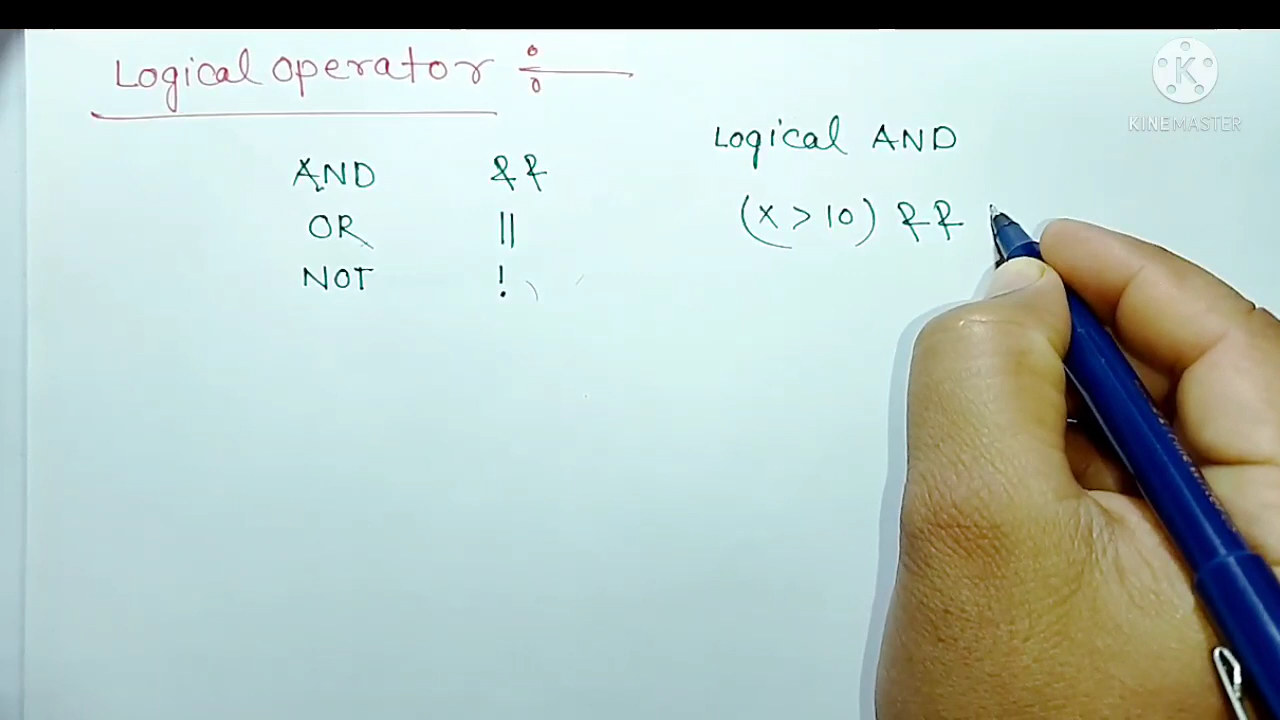 Logical operator :
AND &&
OR ||
NOT !
Logical AND
(x > 10) &&
K
KINEMASTER